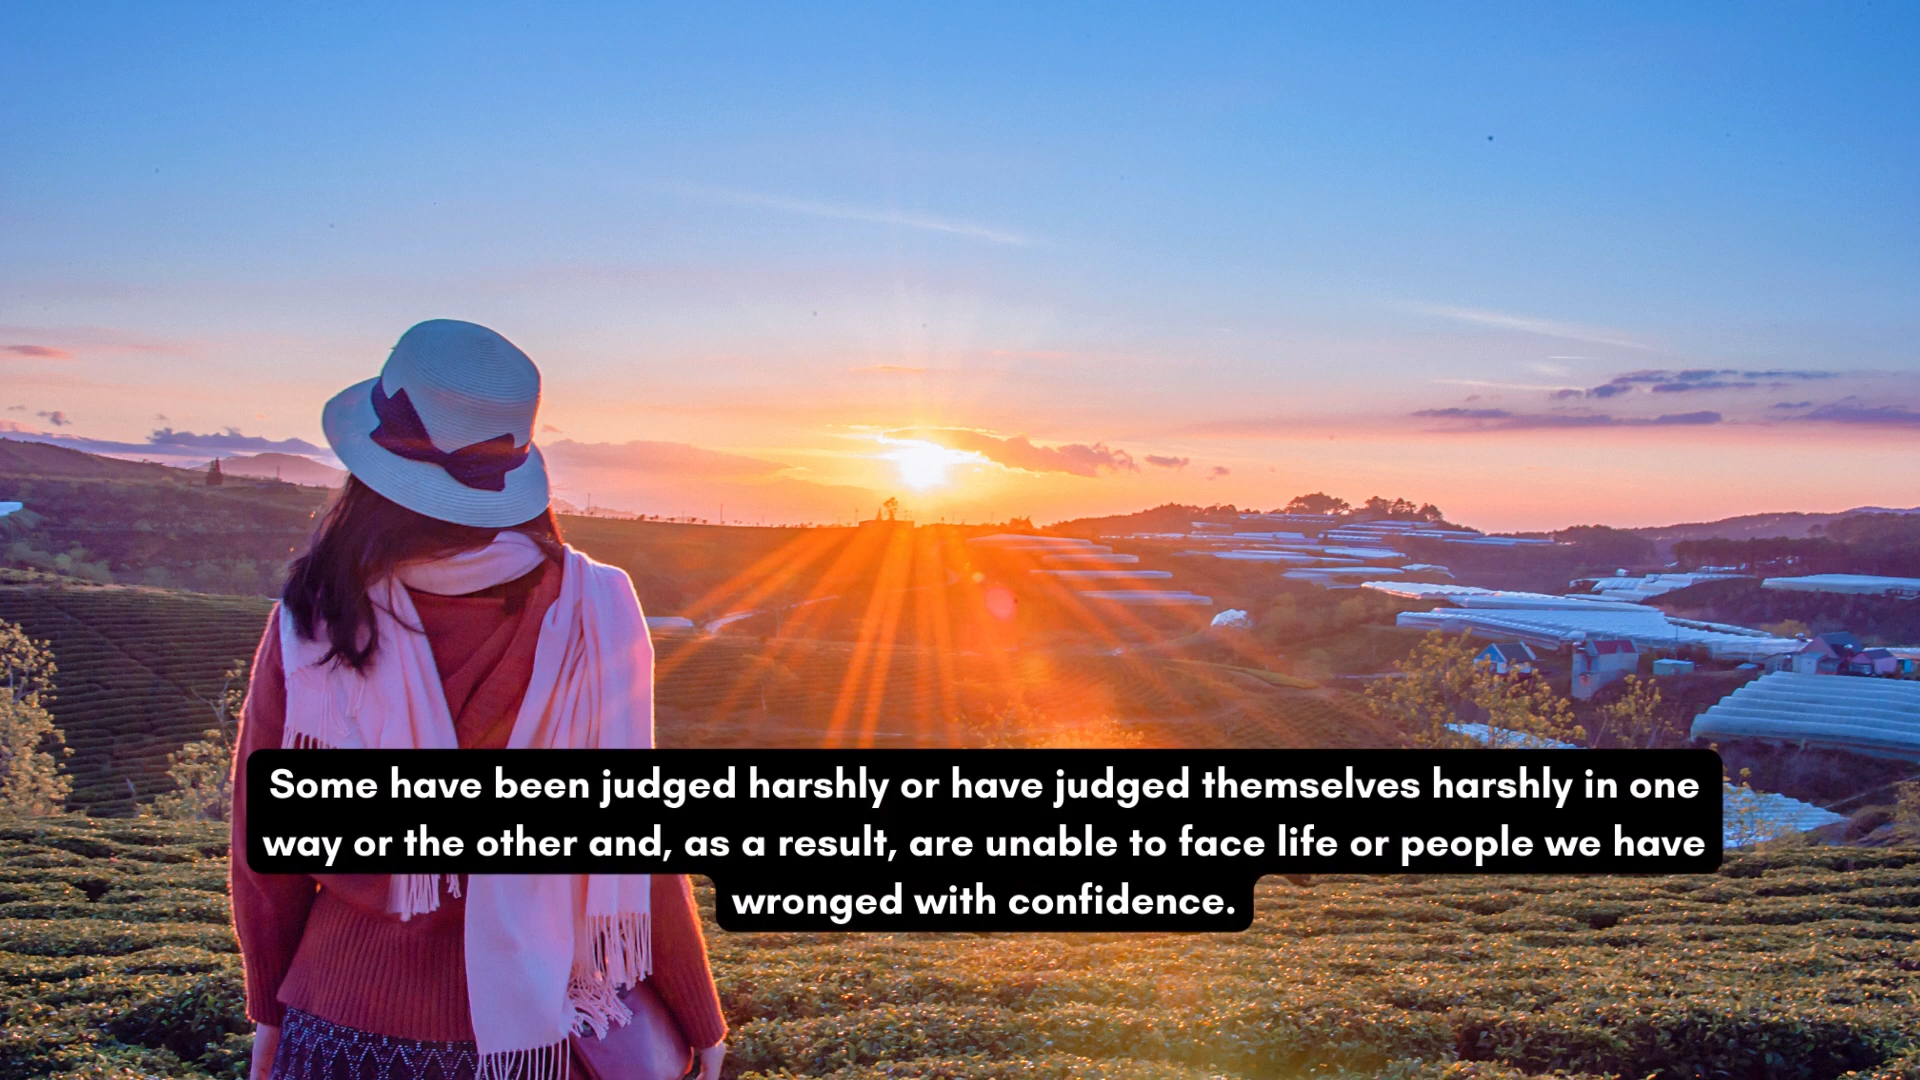 Some have been judged harshly or have judged themselves harshly in one
way or the other and, as a result, are unable to face life or people we have
wronged with confidence.